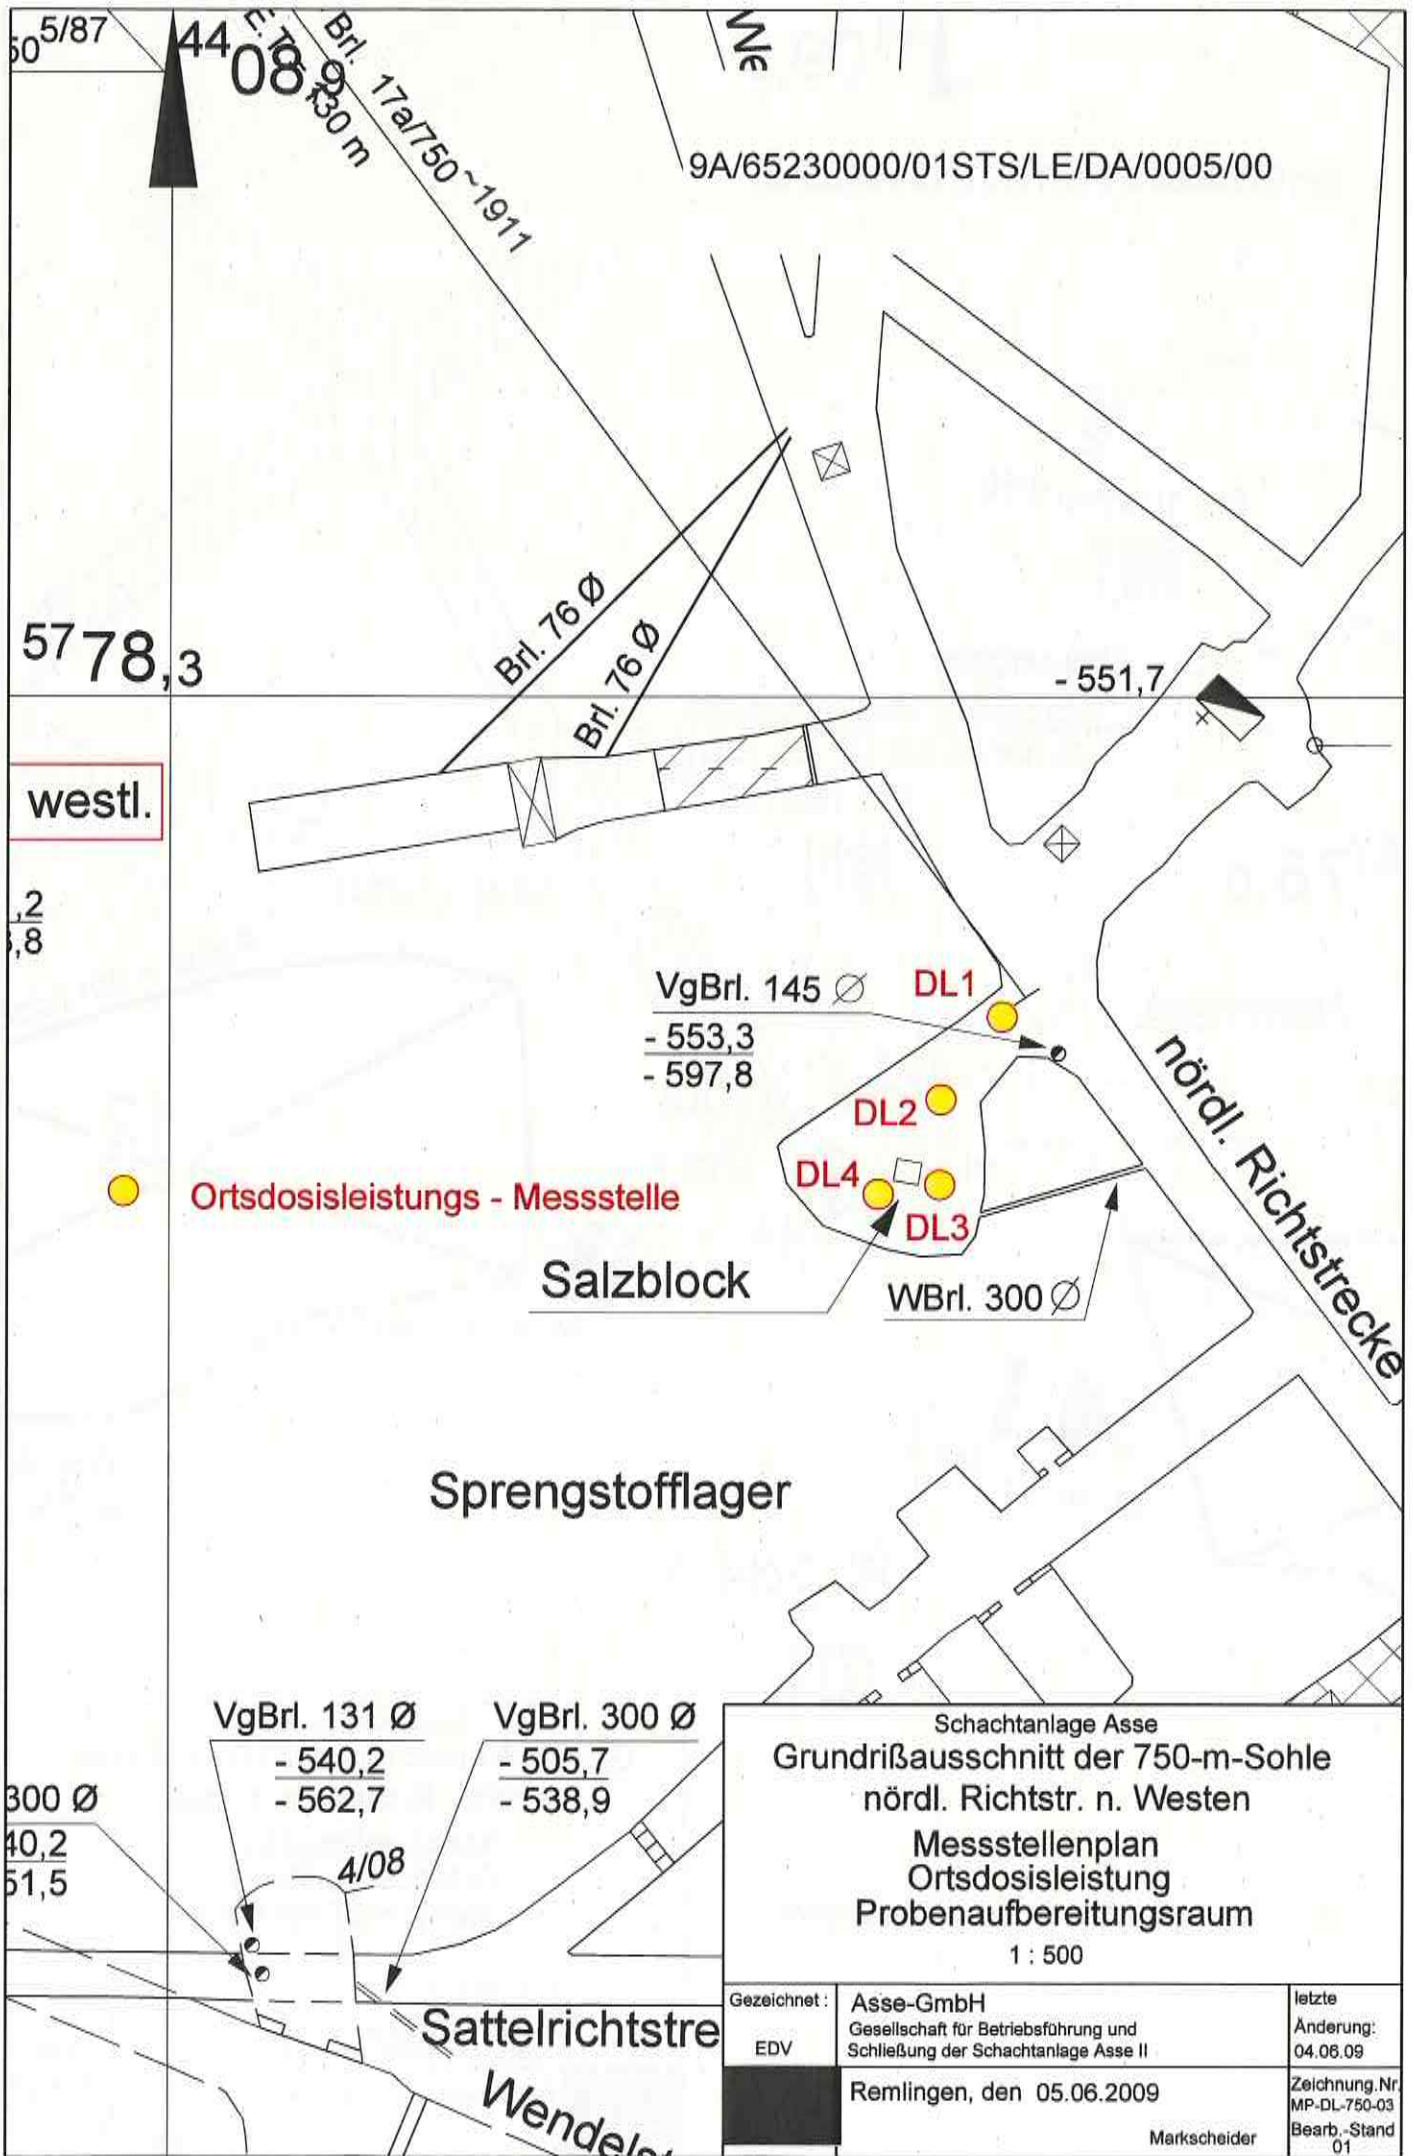 50 5/87
44 08,9
E.T. 730 m
Brl. 17a/750 ~1911
We
9A/65230000/01STS/LE/DA/0005/00
Brl. 76 Ø
Brl. 76 Ø
57 78,3
- 551,7
westl.
,2
,8
VgBrl. 145 Ø
- 553,3
- 597,8
DL1
DL2
DL4
DL3
nördl. Richtstrecke
Ortsdosisleistungs - Messstelle
Salzblock
WBrl. 300 Ø
Sprengstofflager
VgBrl. 131 Ø
- 540,2
- 562,7
VgBrl. 300 Ø
- 505,7
- 538,9
300 Ø
40,2
51,5
4/08
Sattelrichtstre
Wendelst
Schachtanlage Asse
Grundrißausschnitt der 750-m-Sohle
nördl. Richtstr. n. Westen
Messstellenplan
Ortsdosisleistung
Probenaufbereitungsraum
1 : 500
Gezeichnet :
EDV
Asse-GmbH
Gesellschaft für Betriebsführung und
Schließung der Schachtanlage Asse II
letzte
Änderung:
04.06.09
Remlingen, den 05.06.2009
Markscheider
Zeichnung.Nr.
MP-DL-750-03
Bearb.-Stand
01